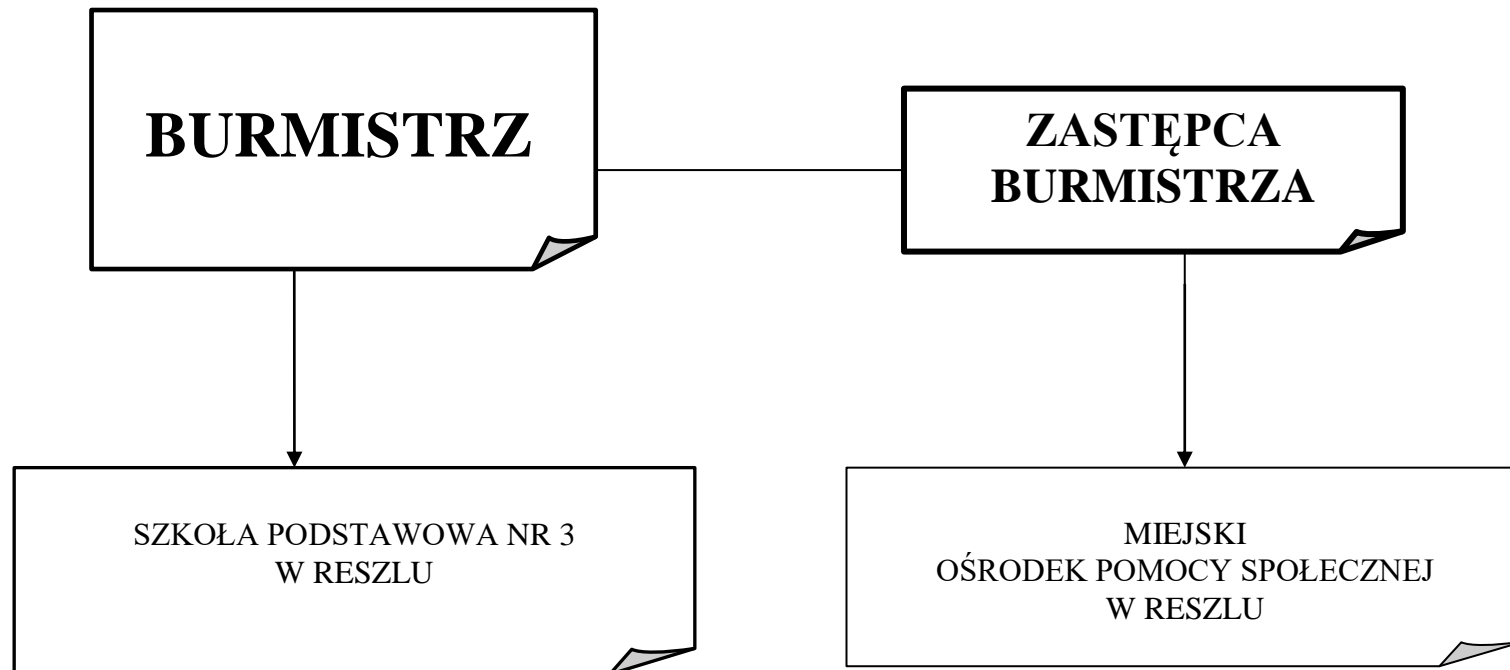 BURMISTRZ
ZASTĘPCA
BURMISTRZA
SZKOŁA PODSTAWOWA NR 3
W RESZLU
MIEJSKI
OŚRODEK POMOCY SPOŁECZNEJ
W RESZLU